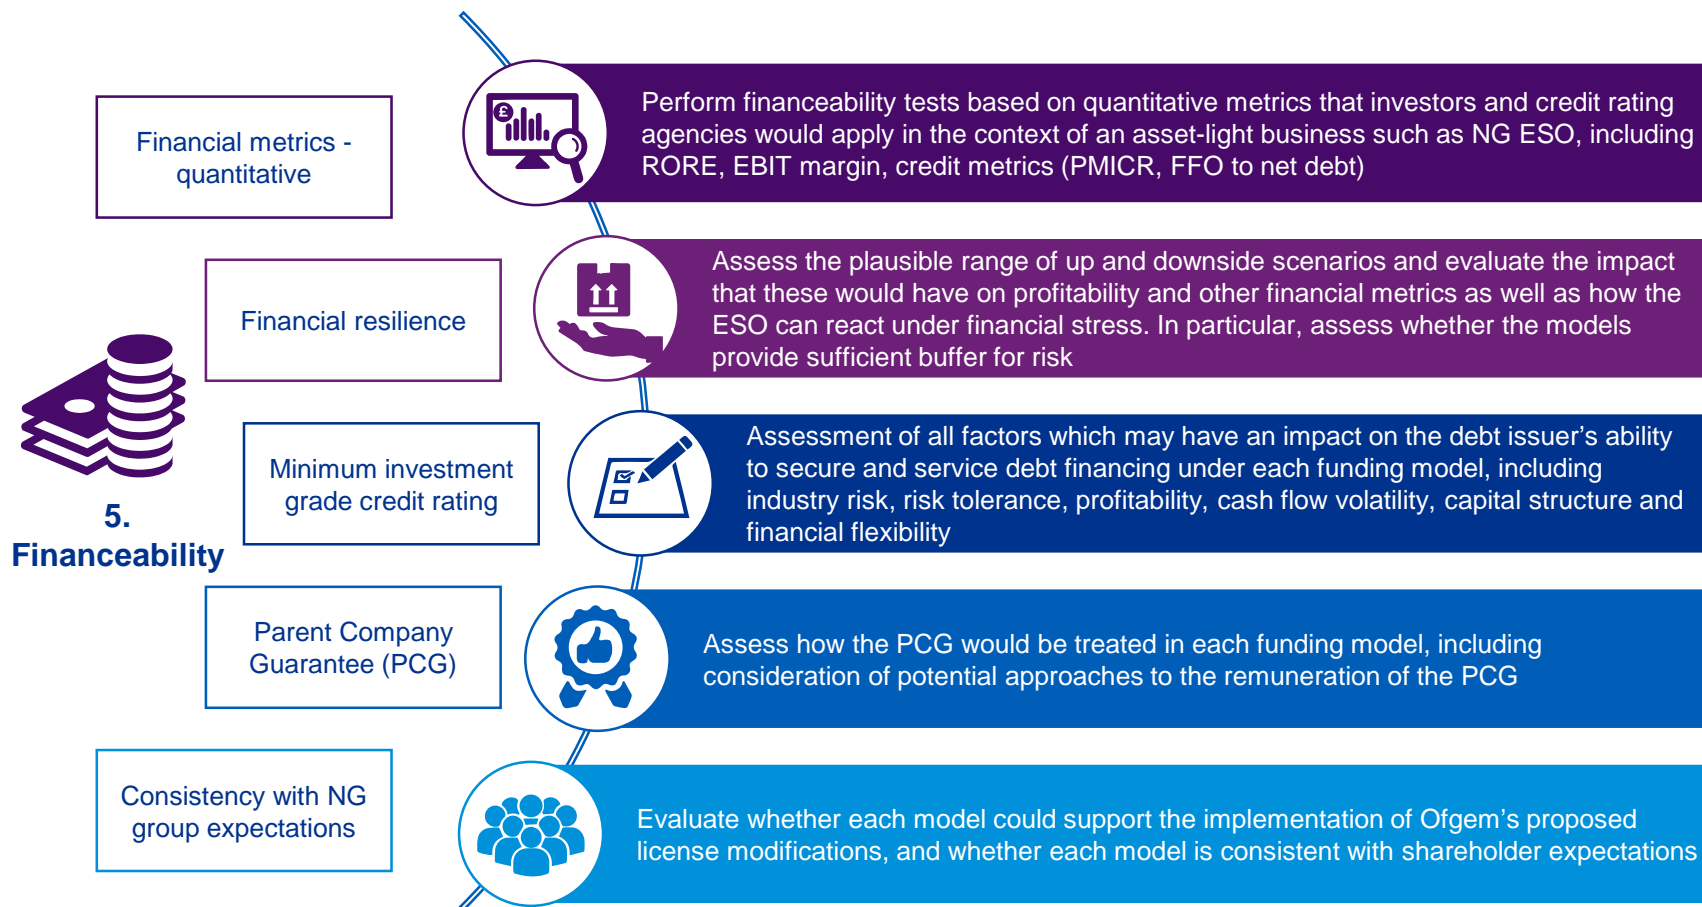 Financial metrics -
quantitative
£
Perform financeability tests based on quantitative metrics that investors and credit rating
agencies would apply in the context of an asset-light business such as NG ESO, including
RORE, EBIT margin, credit metrics (PMICR, FFO to net debt)
Financial resilience
Assess the plausible range of up and downside scenarios and evaluate the impact
that these would have on profitability and other financial metrics as well as how the
ESO can react under financial stress. In particular, assess whether the models
provide sufficient buffer for risk
5.
Financeability
Minimum investment
grade credit rating
Assessment of all factors which may have an impact on the debt issuer’s ability
to secure and service debt financing under each funding model, including
industry risk, risk tolerance, profitability, cash flow volatility, capital structure and
financial flexibility
Parent Company
Guarantee (PCG)
Assess how the PCG would be treated in each funding model, including
consideration of potential approaches to the remuneration of the PCG
Consistency with NG
group expectations
Evaluate whether each model could support the implementation of Ofgem’s proposed
license modifications, and whether each model is consistent with shareholder expectations